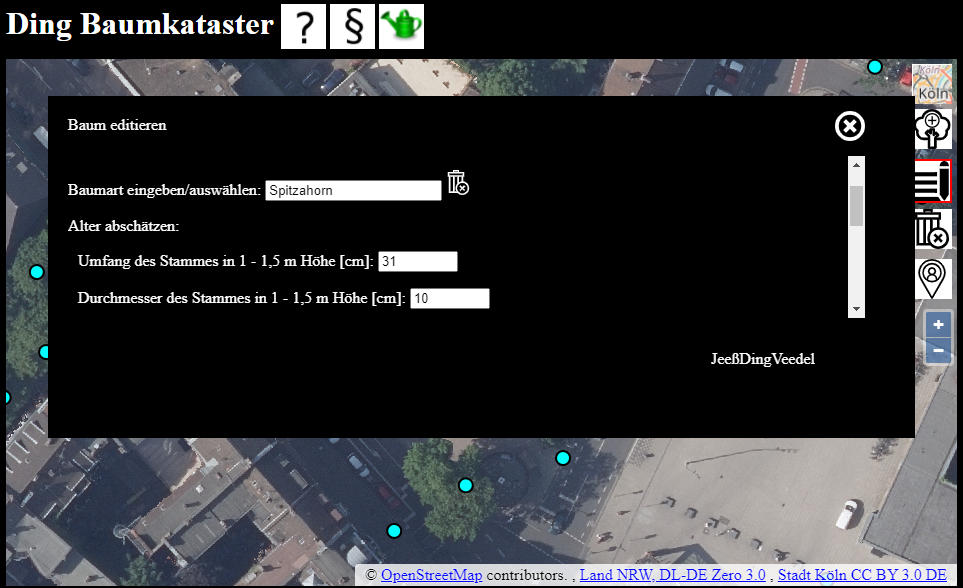 Ding Baumkataster ? §
Köln
Köln
Baum editieren
Baumart eingeben/auswählen: Spitzahorn
Alter abschätzen:
Umfang des Stammes in 1 - 1,5 m Höhe [cm]: 31
Durchmesser des Stammes in 1 - 1,5 m Höhe [cm]: 10
+
−
JeeßDingVeedel
© OpenStreetMap contributors. , Land NRW, DL-DE Zero 3.0 , Stadt Köln CC BY 3.0 DE